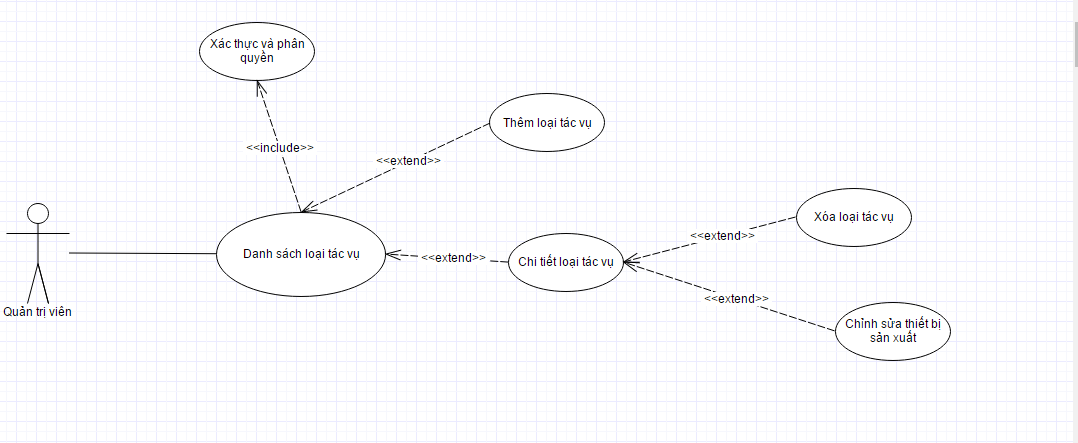 Xác thực và phân
quyền
Thêm loại tác vụ
<<include>>
<<extend>>
Xóa loại tác vụ
<<extend>>
Danh sách loại tác vụ
<<extend>>
Chi tiết loại tác vụ
<<extend>>
Quản trị viên
Chỉnh sửa thiết bị
sản xuất